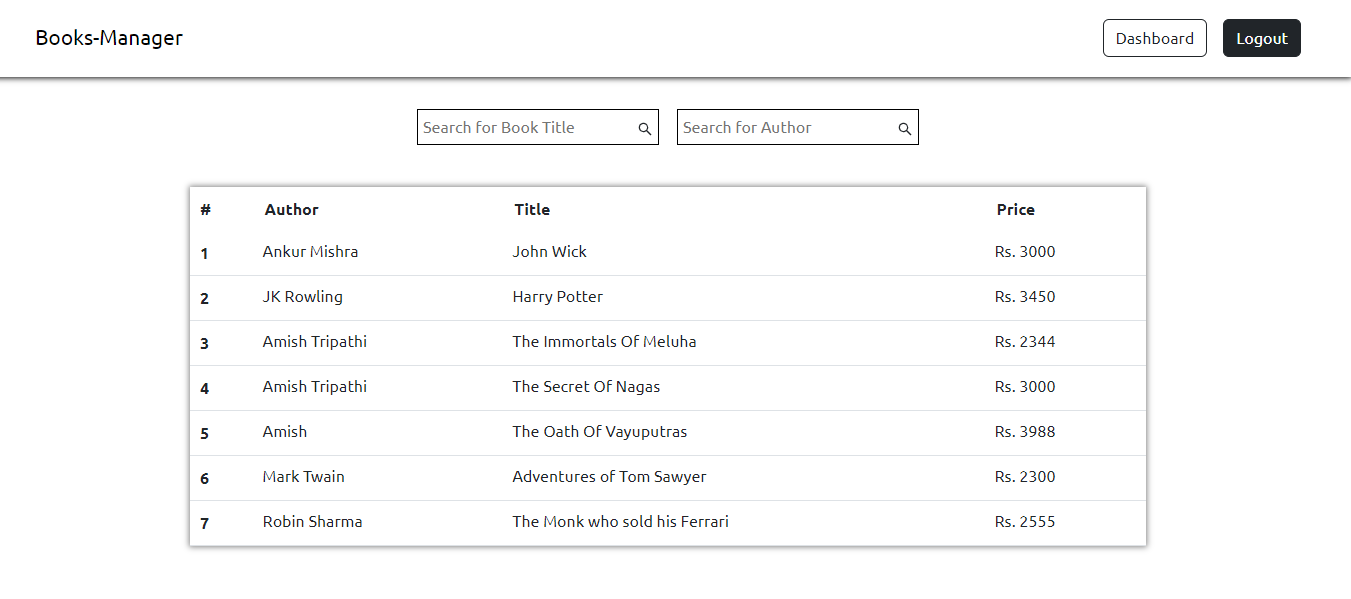 Books-Manager Dashboard Logout
Search for Book Title Search for Author
# Author Title Price
1 Ankur Mishra John Wick Rs. 3000
2 JK Rowling Harry Potter Rs. 3450
3 Amish Tripathi The Immortals Of Meluha Rs. 2344
4 Amish Tripathi The Secret Of Nagas Rs. 3000
5 Amish The Oath Of Vayuputras Rs. 3988
6 Mark Twain Adventures of Tom Sawyer Rs. 2300
7 Robin Sharma The Monk who sold his Ferrari Rs. 2555